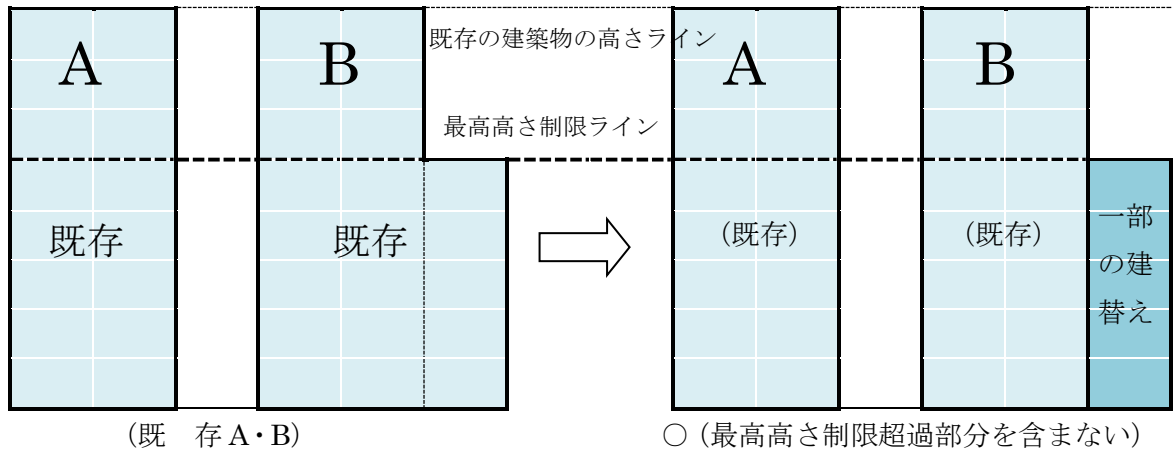 A
B
既存の建築物の高さライン
A
B
最高高さ制限ライン
既存
既存
(既存)
(既存)
一部
の建
替え
(既　存A・B)
○(最高高さ制限超過部分を含まない)